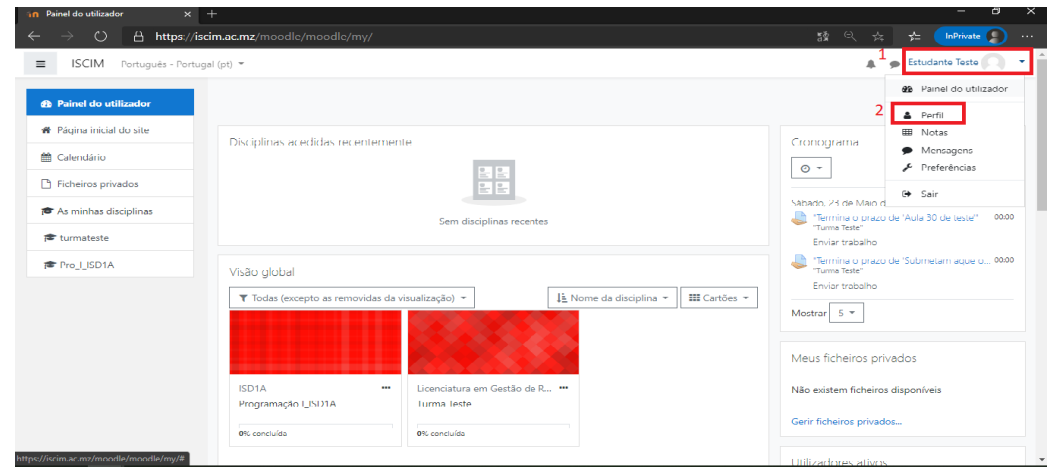 Painel do utilizador
https://iscim.ac.mz/moodle/moodle/my/
InPrivate
ISCIM
Português - Portugal (pt)
1
Estudante Teste
Painel do utilizador
2
Perfil
Notas
Mensagens
Preferências
Sair
Painel do utilizador
Página inicial do site
Calendário
Ficheiros privados
As minhas disciplinas
turmateste
Pro_I_ISD1A
Disciplinas acedidas recentemente
Sem disciplinas recentes
Visão global
Todas (excepto as removidas da visualização)
Nome da disciplina
Cartões
ISD1A
Programação I_ISD1A
0% concluída
Licenciatura em Gestão de R...
Turma Teste
0% concluída
Cronograma
Sábado, 23 de Maio d
"Termina o prazo de 'Aula 30 de teste'" 00:00
"Turma Teste"
Enviar trabalho
"Termina o prazo de 'Submetam aque o... 00:00
"Turma Teste"
Enviar trabalho
Mostrar 5
Meus ficheiros privados
Não existem ficheiros disponíveis
Gerir ficheiros privados...
Utilizadores ativos
https://iscim.ac.mz/moodle/moodle/my/#